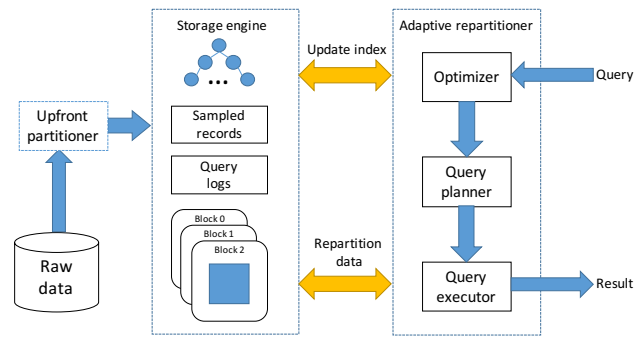 Storage engine
Adaptive repartitioner
Update index
Optimizer
Query
Upfront
partitioner
...
Sampled
records
Query
logs
Query
planner
Block 0
Block 1
Block 2
Repartition
data
Raw
data
Query
executor
Result